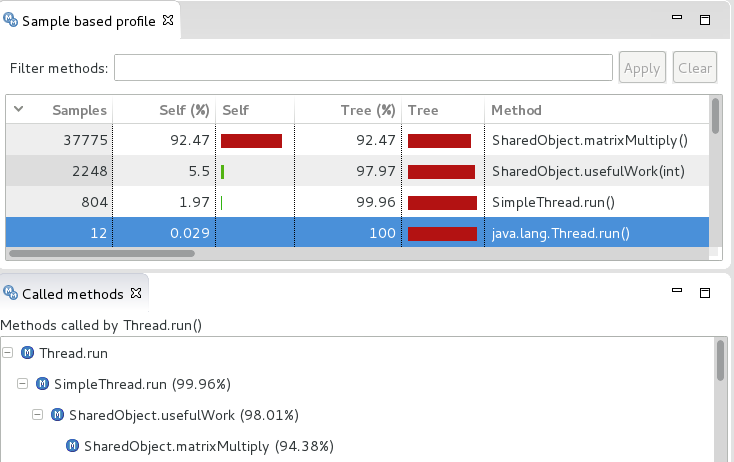 Sample based profile
Filter methods: Apply Clear
Samples Self (%) Self Tree (%) Tree Method
37775 92.47 92.47 SharedObject.matrixMultiply()
2248 5.5 97.97 SharedObject.usefulWork(int)
804 1.97 99.96 SimpleThread.run()
12 0.029 100 java.lang.Thread.run()
Called methods
Methods called by Thread.run()
Thread.run
SimpleThread.run (99.96%)
SharedObject.usefulWork (98.01%)
SharedObject.matrixMultiply (94.38%)